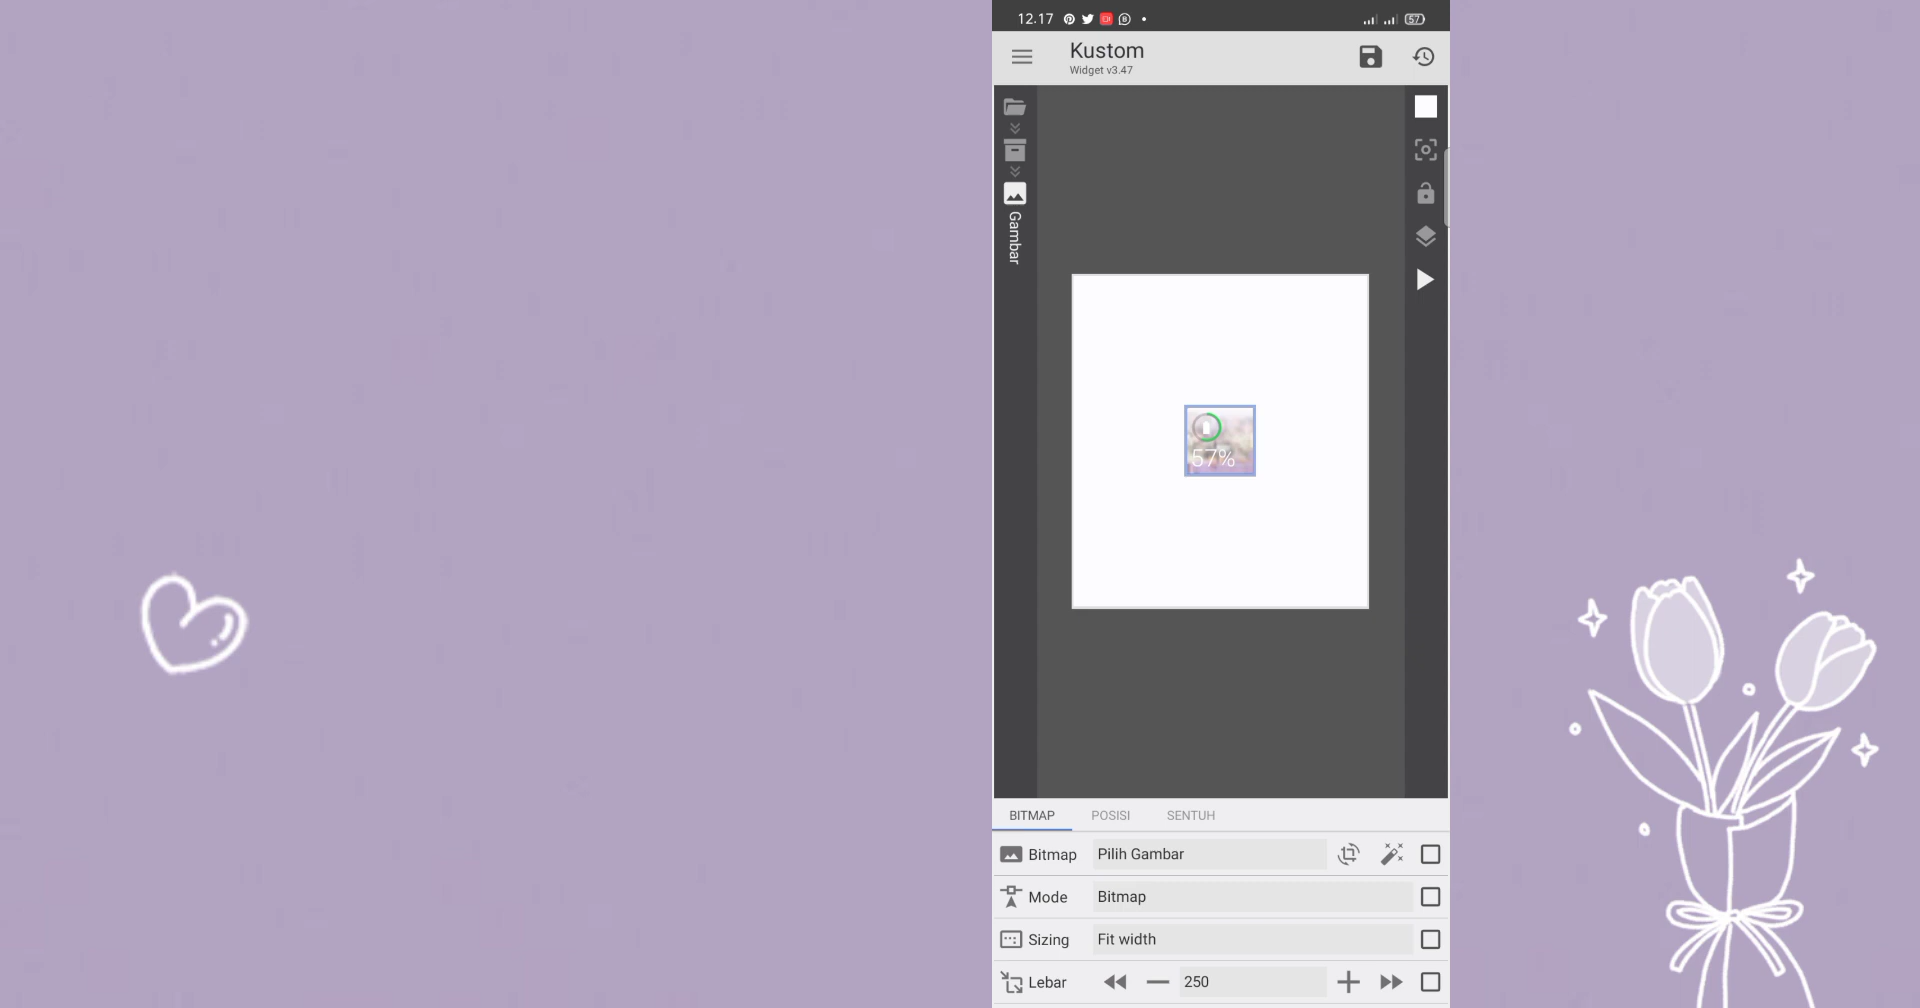 12.17
57
Kustom
Widget v3.47
Gambar
57%
BITMAP POSISI SENTUH
Bitmap Pilih Gambar
Mode Bitmap
Sizing Fit width
Lebar 250